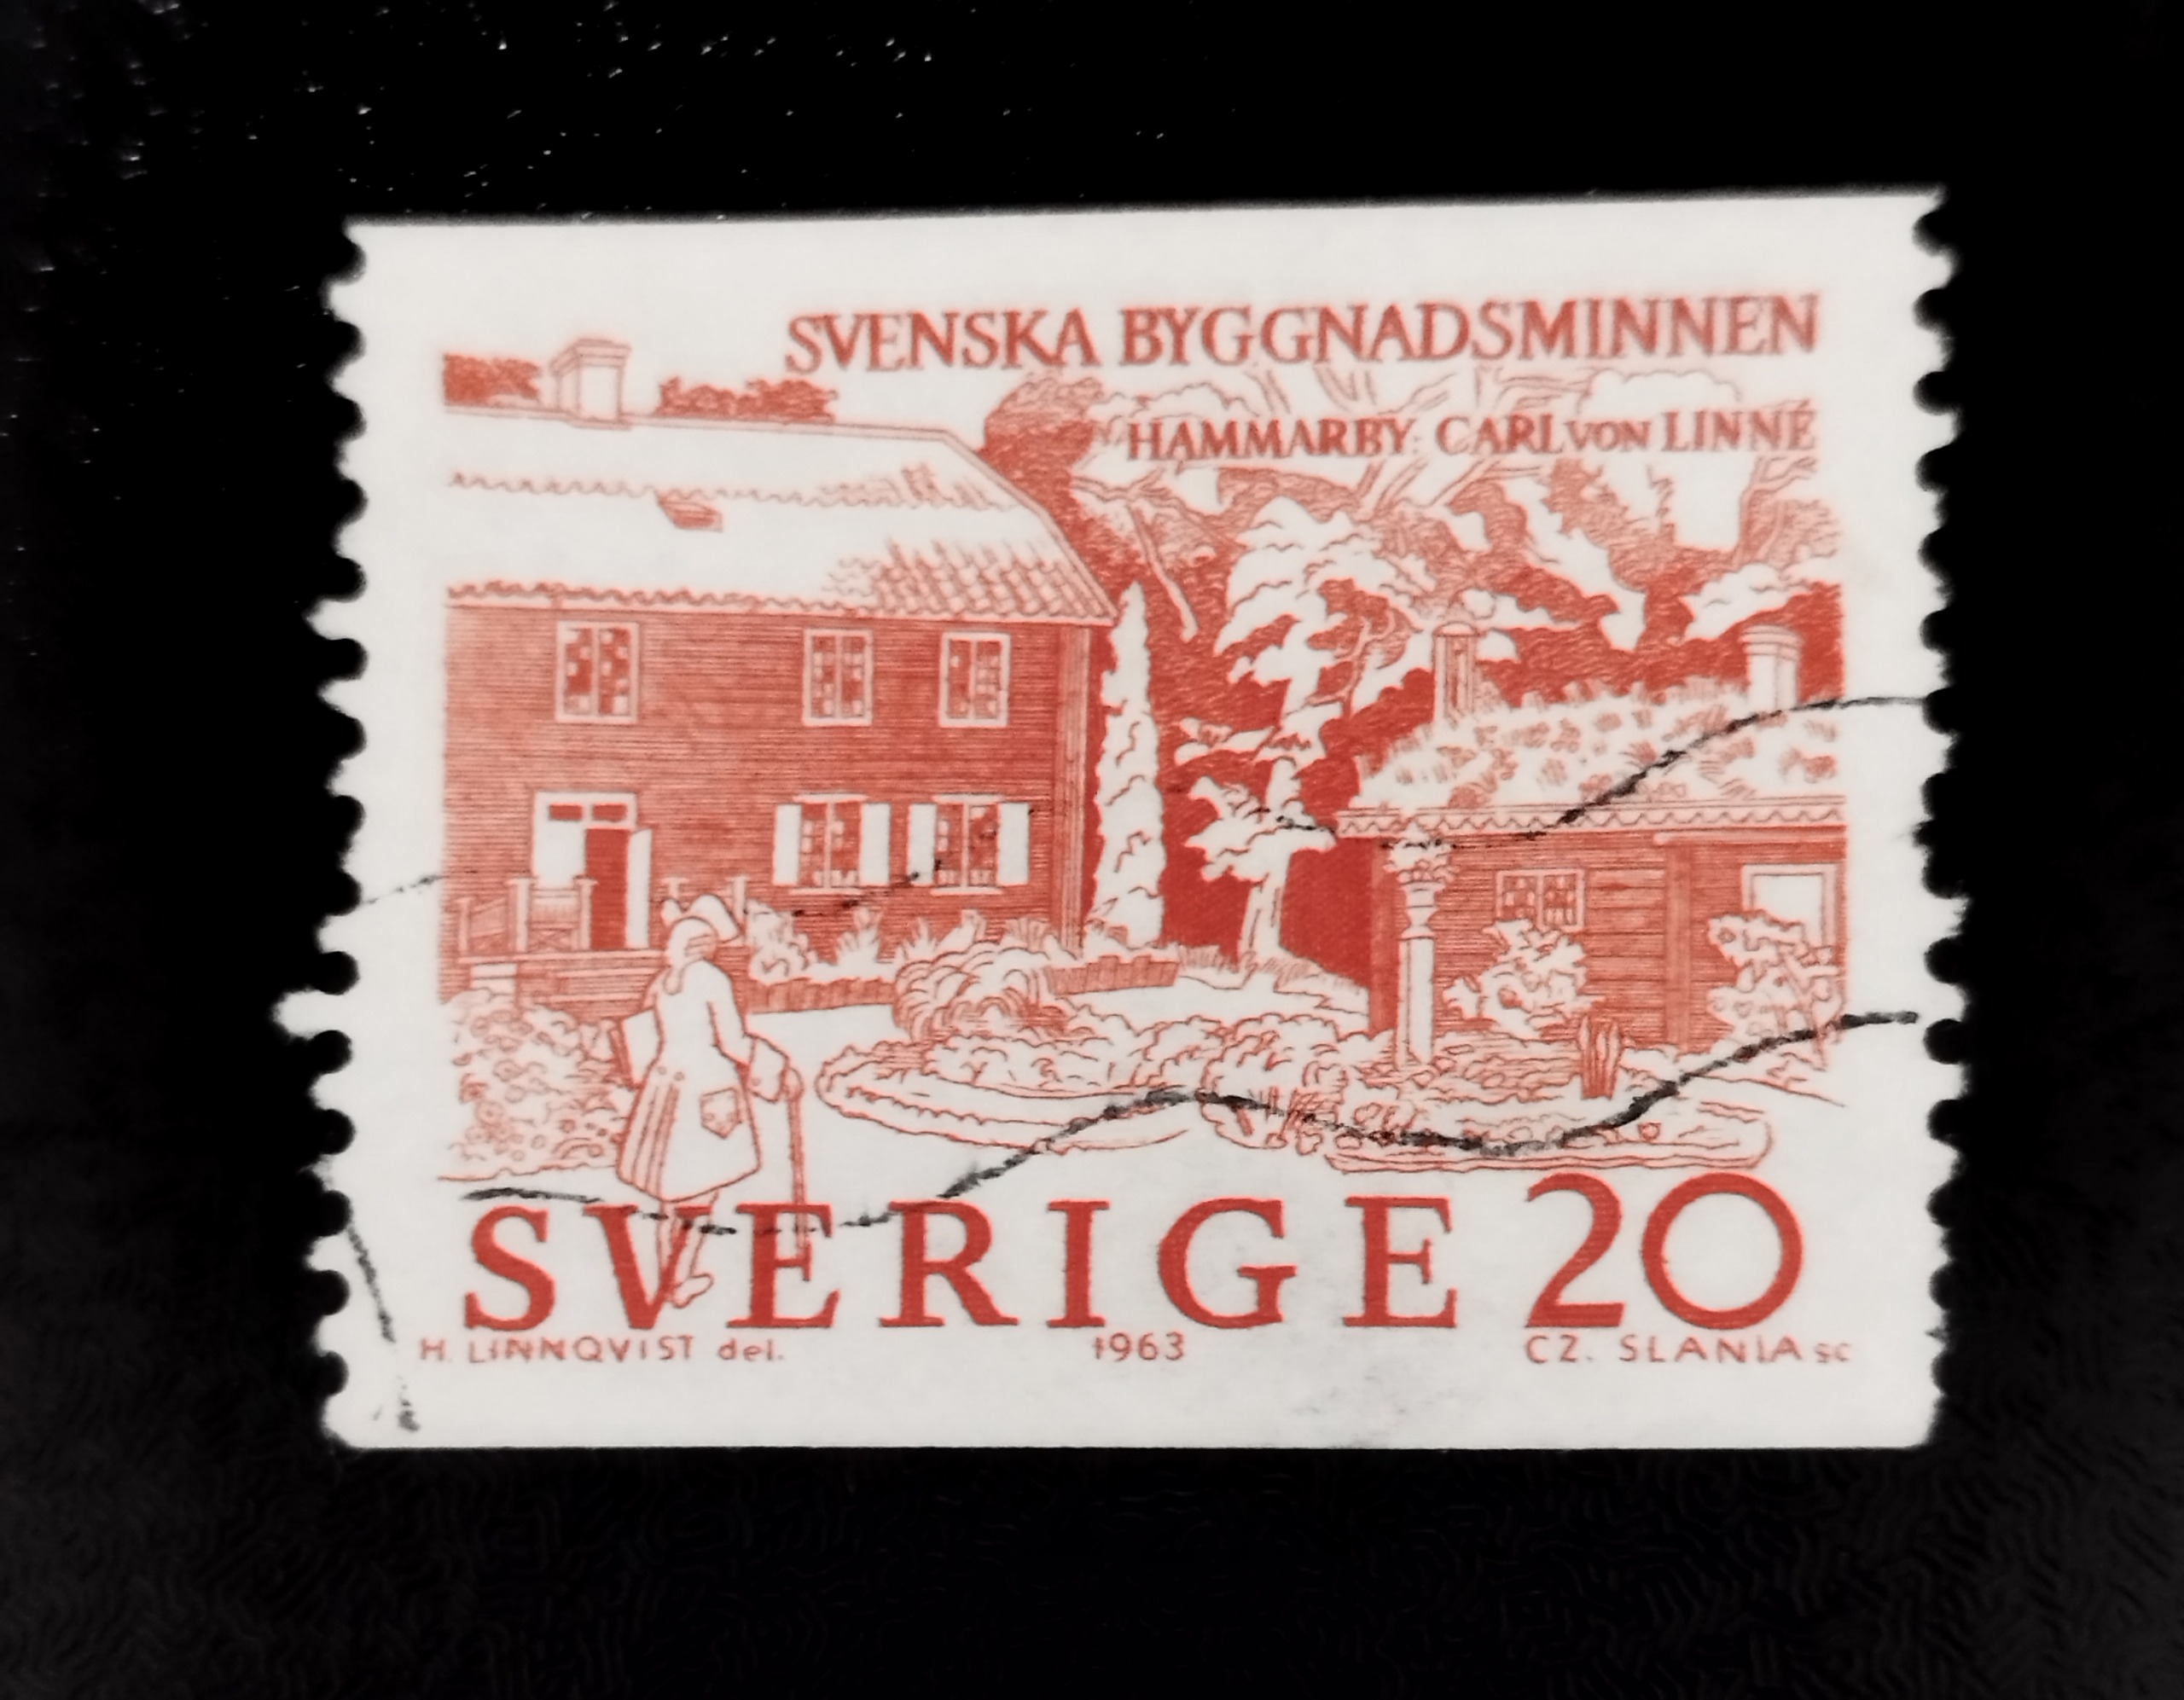 SVENSKA BYGGNADSMINNEN
HAMMARBY. CARL VON LINNÉ
SVERIGE 20
H. LINNQVIST del. 1963 CZ. SLANIA sc